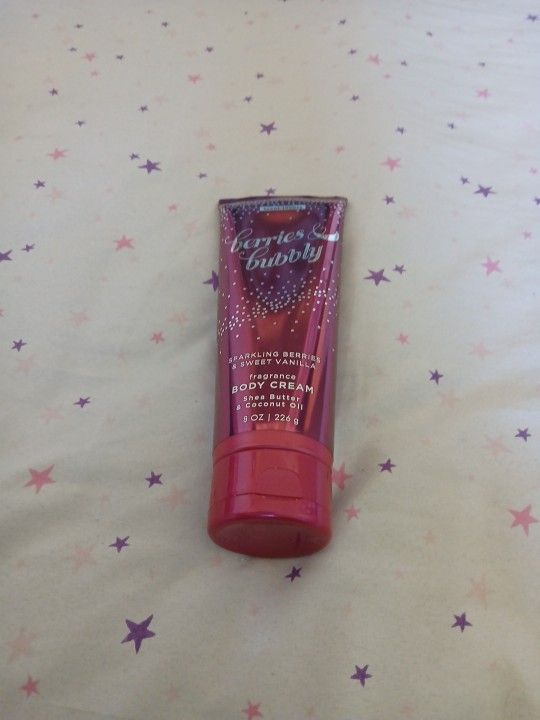 berries &
bubbly
SPARKLING BERRIES
& SWEET VANILLA
fragrance
BODY CREAM
Shea Butter
& Coconut Oil
8 OZ | 226 g